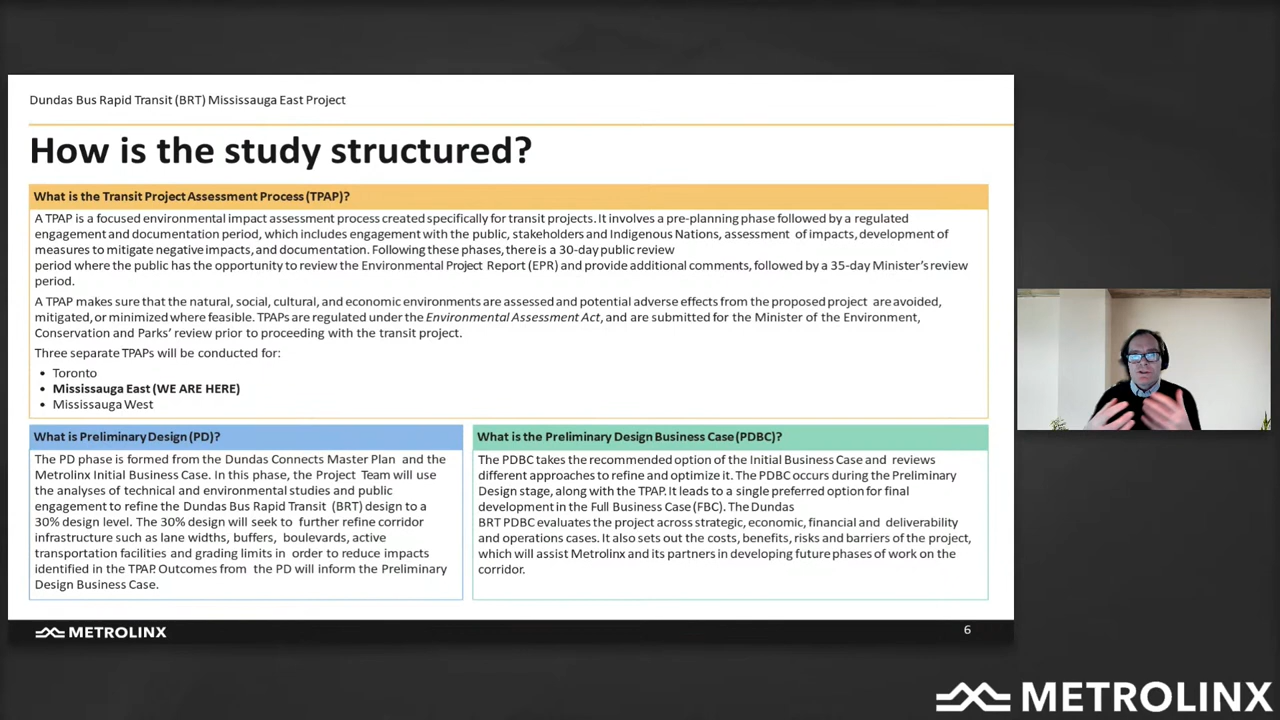 Dundas Bus Rapid Transit (BRT) Mississauga East Project
How is the study structured?
What is the Transit Project Assessment Process (TPAP)?
A TPAP is a focused environmental impact assessment process created specifically for transit projects. It involves a pre-planning phase followed by a regulated
engagement and documentation period, which includes engagement with the public, stakeholders and Indigenous Nations, assessment of impacts, development of
measures to mitigate negative impacts, and documentation. Following these phases, there is a 30-day public review
period where the public has the opportunity to review the Environmental Project Report (EPR) and provide additional comments, followed by a 35-day Minister's review
period.
A TPAP makes sure that the natural, social, cultural, and economic environments are assessed and potential adverse effects from the proposed project are avoided,
mitigated, or minimized where feasible. TPAPs are regulated under the Environmental Assessment Act, and are submitted for the Minister of the Environment,
Conservation and Parks' review prior to proceeding with the transit project.
Three separate TPAPs will be conducted for:
• Toronto
• Mississauga East (WE ARE HERE)
• Mississauga West
What is Preliminary Design (PD)?
The PD phase is formed from the Dundas Connects Master Plan and the
Metrolinx Initial Business Case. In this phase, the Project Team will use
the analyses of technical and environmental studies and public
engagement to refine the Dundas Bus Rapid Transit (BRT) design to a
30% design level. The 30% design will seek to further refine corridor
infrastructure such as lane widths, buffers, boulevards, active
transportation facilities and grading limits in order to reduce impacts
identified in the TPAP. Outcomes from the PD will inform the Preliminary
Design Business Case.
What is the Preliminary Design Business Case (PDBC)?
The PDBC takes the recommended option of the Initial Business Case and reviews
different approaches to refine and optimize it. The PDBC occurs during the Preliminary
Design stage, along with the TPAP. It leads to a single preferred option for final
development in the Full Business Case (FBC). The Dundas
BRT PDBC evaluates the project across strategic, economic, financial and deliverability
and operations cases. It also sets out the costs, benefits, risks and barriers of the project,
which will assist Metrolinx and its partners in developing future phases of work on the
corridor.
METROLINX
6
METROLINX